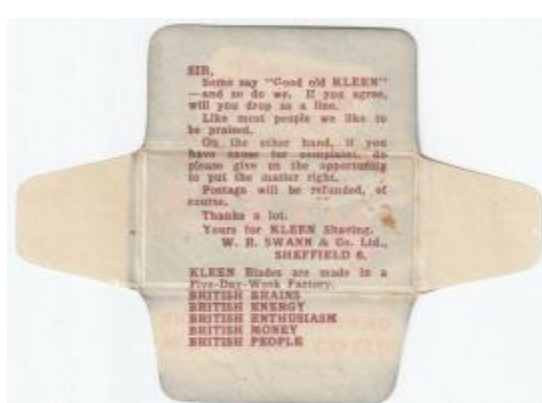 SIR,
Some say "Good old KLEEN"
—and so do we. If you agree,
will you drop us a line.
Like most people we like to
be praised.
On the other hand, if you
have cause for complaint, do
please give us the opportunity
to put the matter right.
Postage will be refunded, of
course.
Thanks a lot.
Yours for KLEEN Shaving.
W. R. SWANN & Co. Ltd.,
SHEFFIELD 6.
KLEEN Blades are made in a
Five-Day-Week Factory.
BRITISH BRAINS
BRITISH ENERGY
BRITISH ENTHUSIASM
BRITISH MONEY
BRITISH PEOPLE